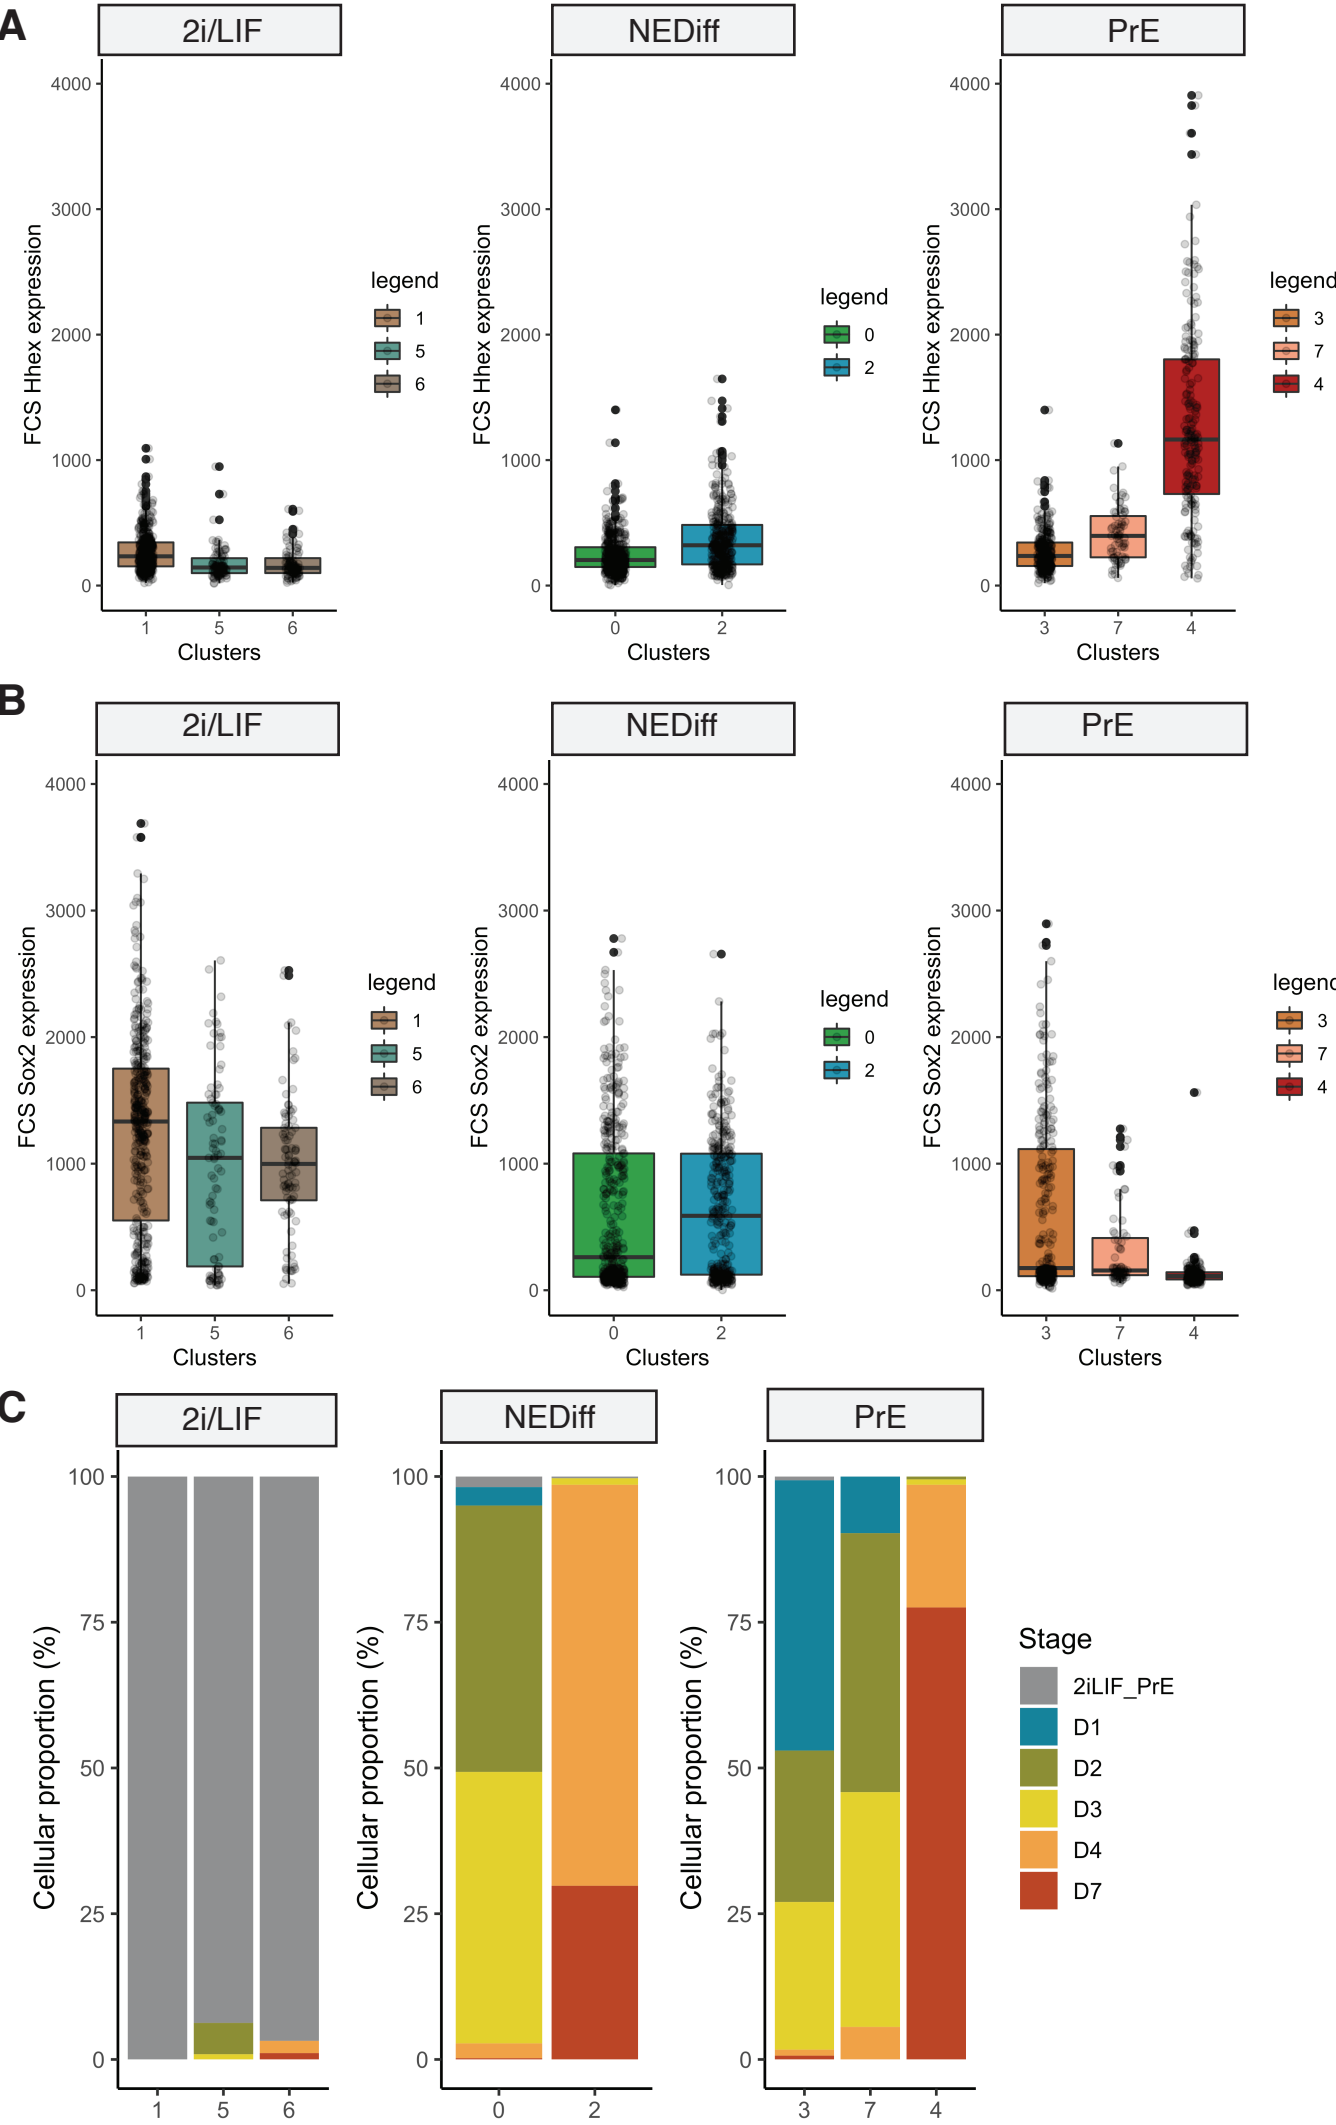 A
2i/LIF
NEDiff
PrE
4000
3000
2000
1000
0
FCS Hhex expression
1
5
6
Clusters
legend
1
5
6
4000
3000
2000
1000
0
FCS Hhex expression
0
2
Clusters
legend
0
2
4000
3000
2000
1000
0
FCS Hhex expression
3
7
4
Clusters
legend
3
7
4
B
2i/LIF
NEDiff
PrE
4000
3000
2000
1000
0
FCS Sox2 expression
1
5
6
Clusters
legend
1
5
6
4000
3000
2000
1000
0
FCS Sox2 expression
0
2
Clusters
legend
0
2
4000
3000
2000
1000
0
FCS Sox2 expression
3
7
4
Clusters
legend
3
7
4
C
2i/LIF
NEDiff
PrE
100
75
50
25
0
Cellular proportion (%)
1
5
6
100
75
50
25
0
Cellular proportion (%)
0
2
100
75
50
25
0
Cellular proportion (%)
3
7
4
Stage
2iLIF_PrE
D1
D2
D3
D4
D7